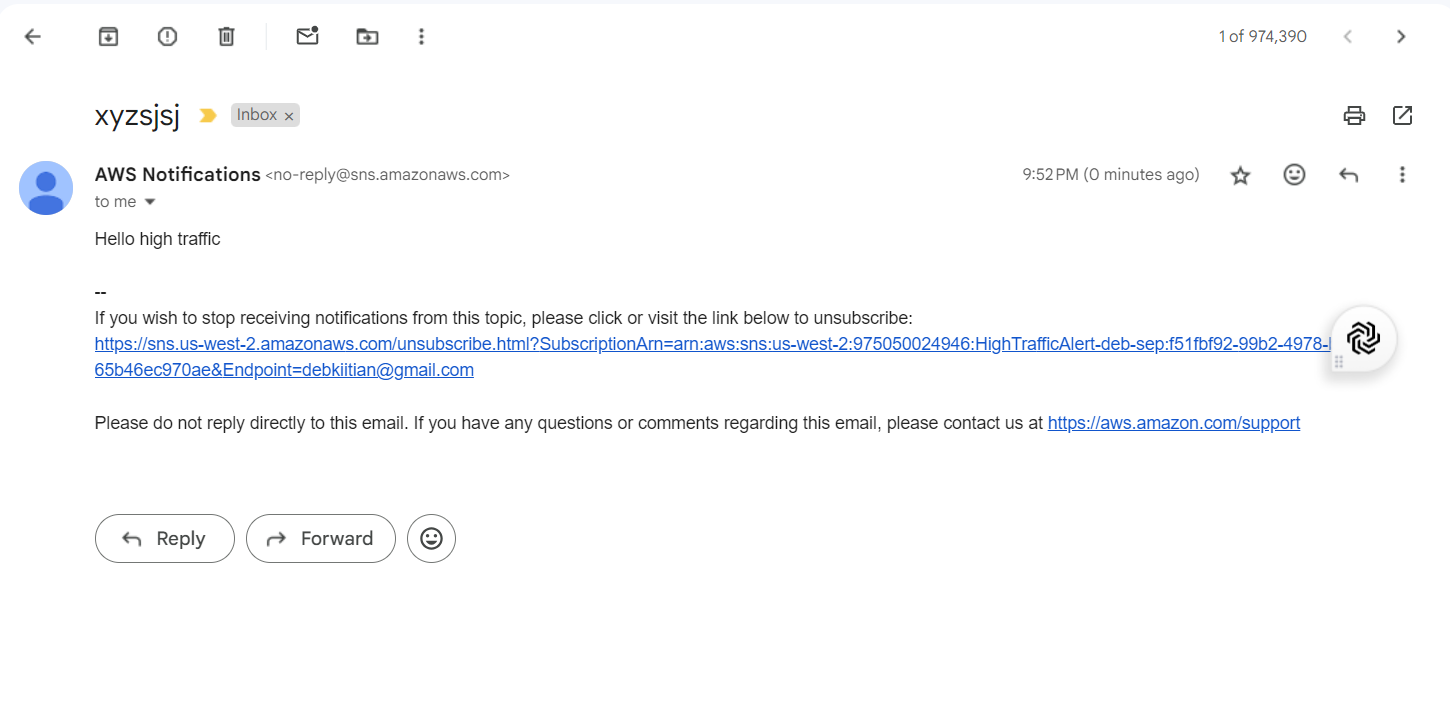 1 of 974,390
xyzsjsj
Inbox ×
AWS Notifications <no-reply@sns.amazonaws.com>
9:52 PM (0 minutes ago)
to me
Hello high traffic
--
If you wish to stop receiving notifications from this topic, please click or visit the link below to unsubscribe:
https://sns.us-west-2.amazonaws.com/unsubscribe.html?SubscriptionArn=arn:aws:sns:us-west-2:975050024946:HighTrafficAlert-deb-sep:f51fbf92-99b2-4978-
65b46ec970ae&Endpoint=debkiitian@gmail.com
Please do not reply directly to this email. If you have any questions or comments regarding this email, please contact us at https://aws.amazon.com/support
Reply
Forward